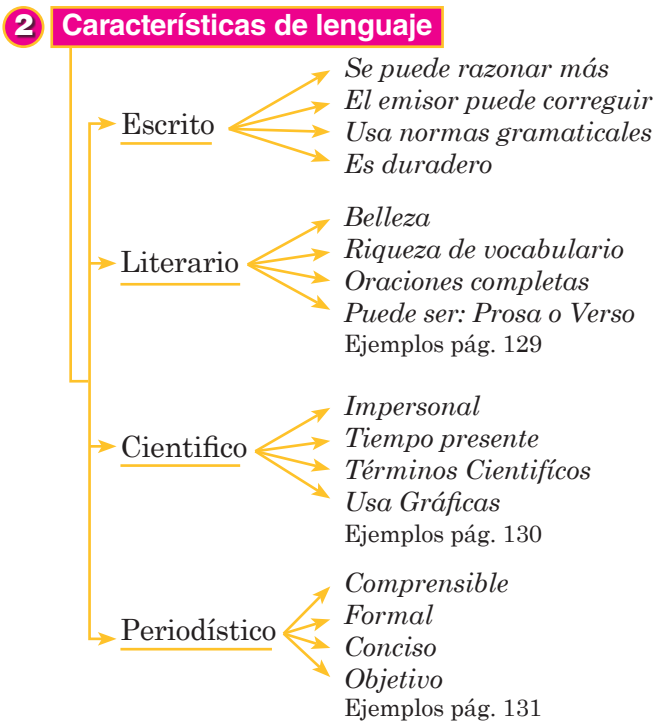 2 Características de lenguaje
Escrito
Se puede razonar más
El emisor puede correguir
Usa normas gramaticales
Es duradero
Literario
Belleza
Riqueza de vocabulario
Oraciones completas
Puede ser: Prosa o Verso
Ejemplos pág. 129
Cientifico
Impersonal
Tiempo presente
Términos Cientifícos
Usa Gráficas
Ejemplos pág. 130
Periodístico
Comprensible
Formal
Conciso
Objetivo
Ejemplos pág. 131